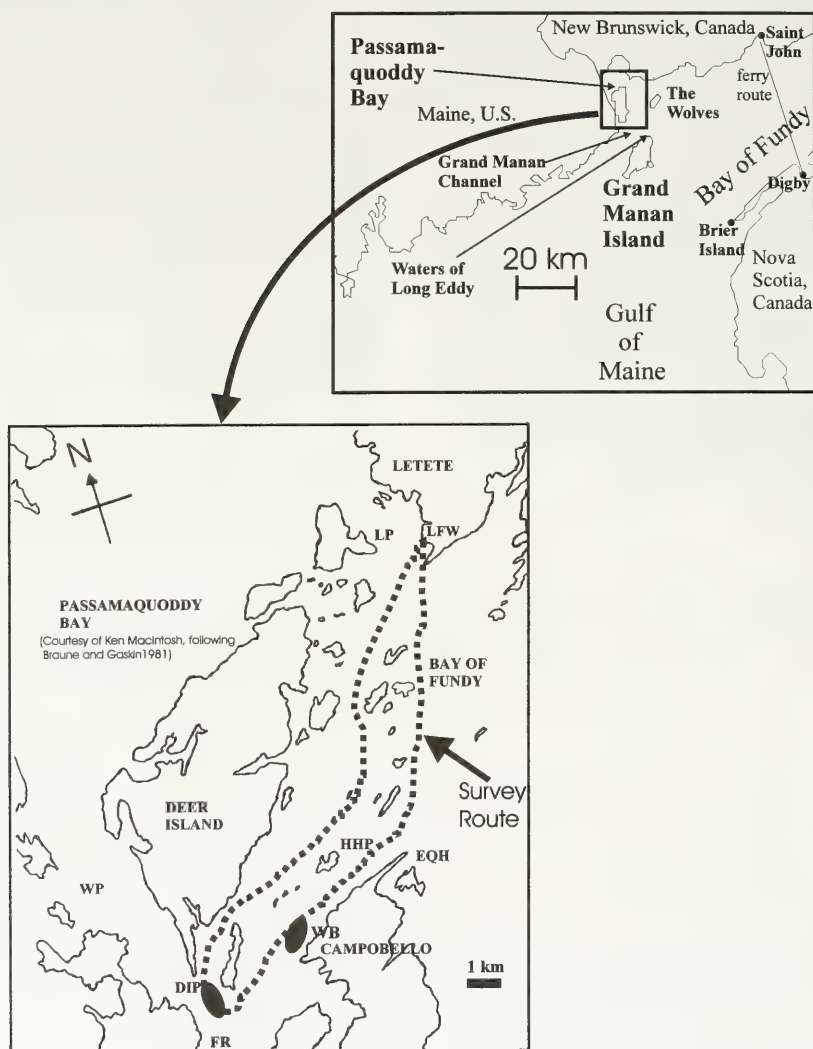 New Brunswick, Canada
Saint
John
Passama-
quoddy
Bay
ferry
route
The
Wolves
Maine, U.S.
Bay of Fundy
Grand Manan
Channel
Digby
Grand
Manan
Island
Brier
Island
Waters of
Long Eddy
20 km
Nova
Scotia,
Canada
Gulf
of
Maine
N
LETETE
LP
LFW
PASSAMAQUODDY
BAY
(Courtesy of Ken Macintosh, following
Braune and Gaskin1981)
BAY OF
FUNDY
Survey
Route
DEER
ISLAND
HHP
EQH
WP
WB
CAMPOBELLO
DIP
1 km
FR